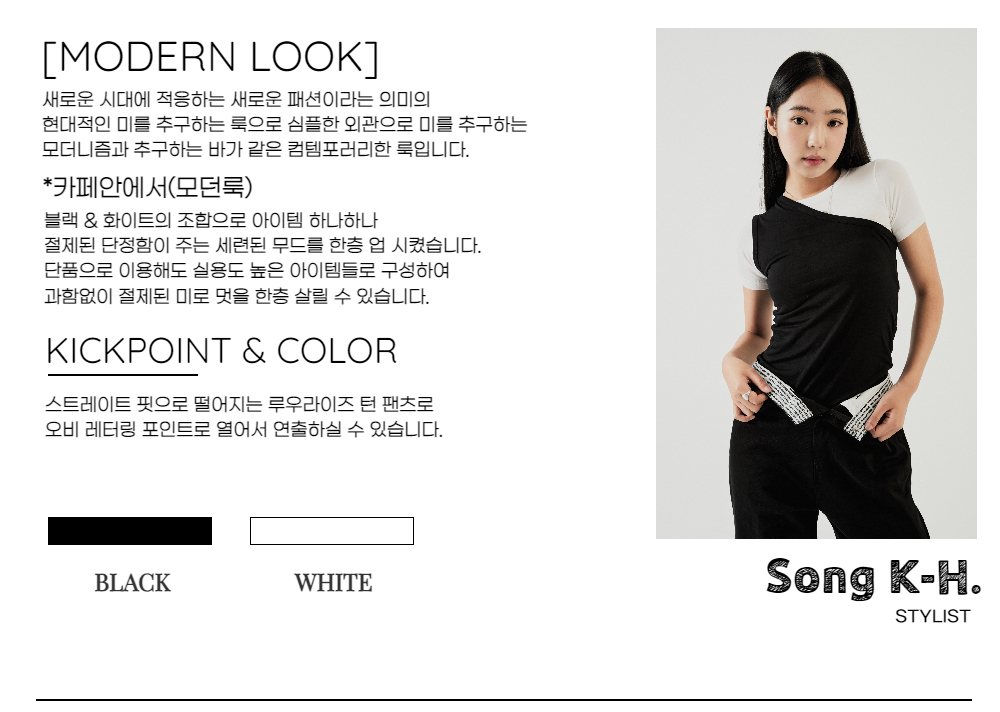 [MODERN LOOK]
새로운 시대에 적응하는 새로운 패션이라는 의미의
현대적인 미를 추구하는 룩으로 심플한 외관으로 미를 추구하는
모더니즘과 추구하는 바가 같은 컴템포러리한 룩입니다.
*카페안에서(모던룩)
블랙 & 화이트의 조합으로 아이템 하나하나
절제된 단정함이 주는 세련된 무드를 한층 업 시켰습니다.
단품으로 이용해도 실용도 높은 아이템들로 구성하여
과함없이 절제된 미로 멋을 한층 살릴 수 있습니다.
KICKPOINT & COLOR
스트레이트 핏으로 떨어지는 루우라이즈 턴 팬츠로
오비 레터링 포인트로 열어서 연출하실 수 있습니다.
BLACK
WHITE
Song K-H.
STYLIST